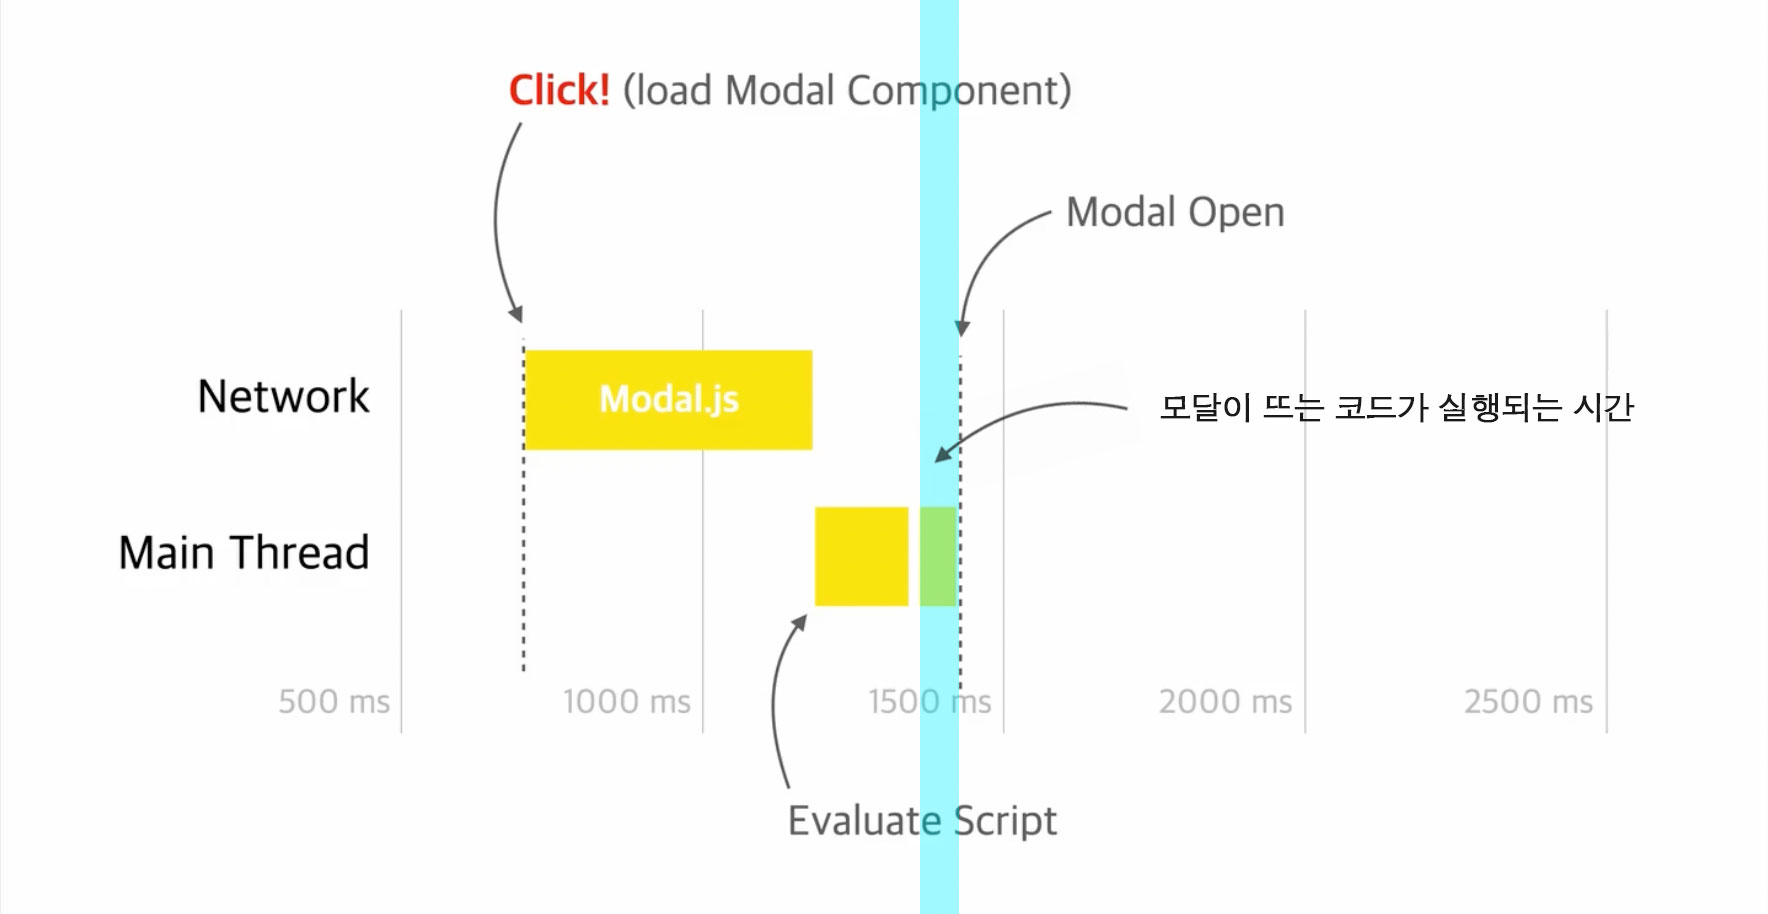 Click! (load Modal Component)
Modal Open
Network
Modal.js
모달이 뜨는 코드가 실행되는 시간
Main Thread
500 ms
1000 ms
1500 ms
2000 ms
2500 ms
Evaluate Script